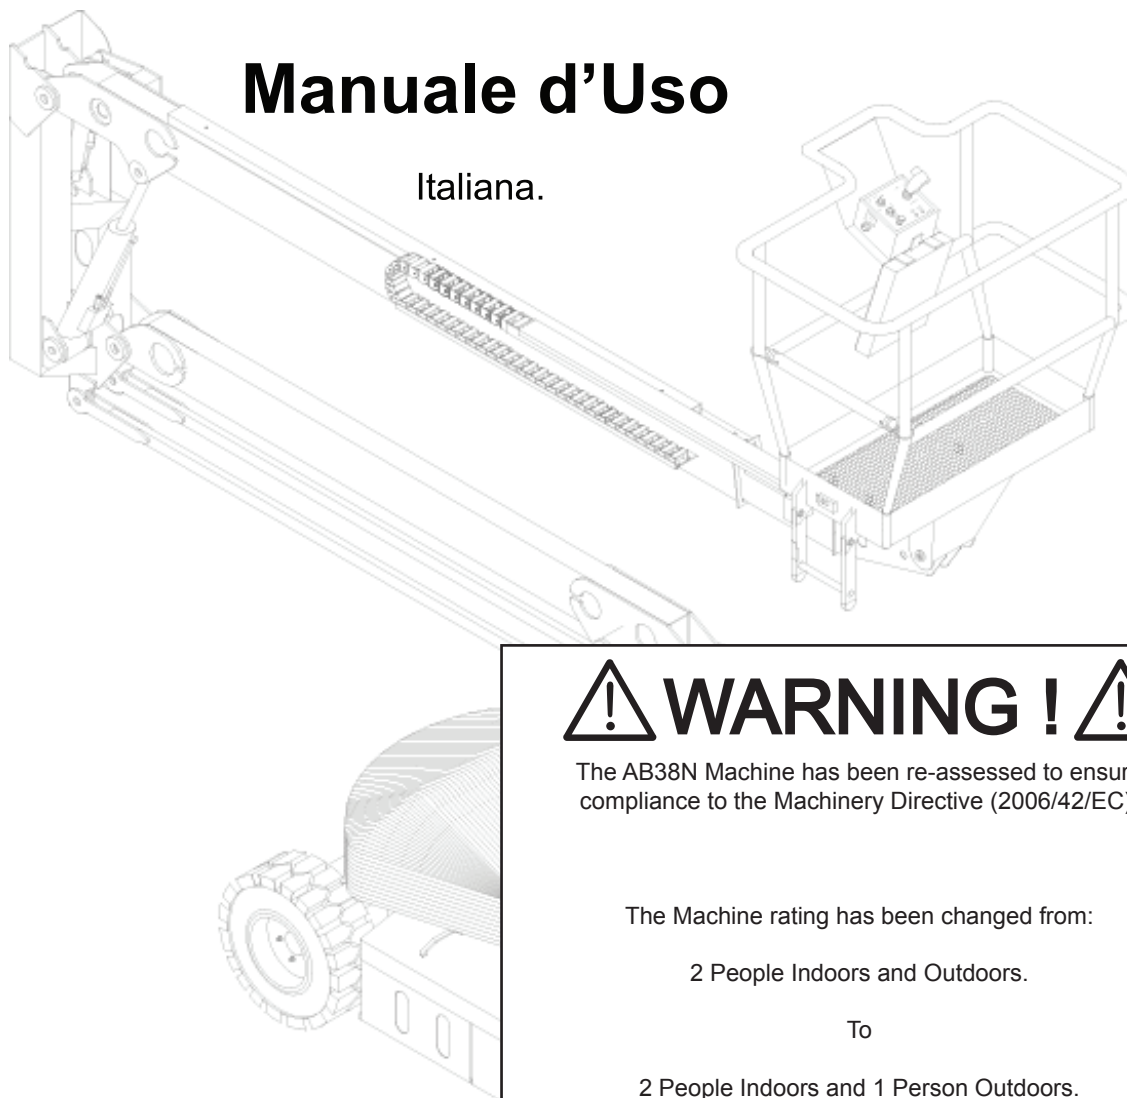 Manuale d’Uso
Italiana.
WARNING !
The AB38N Machine has been re-assessed to ensur
compliance to the Machinery Directive (2006/42/EC)
The Machine rating has been changed from:
2 People Indoors and Outdoors.
To
2 People Indoors and 1 Person Outdoors.